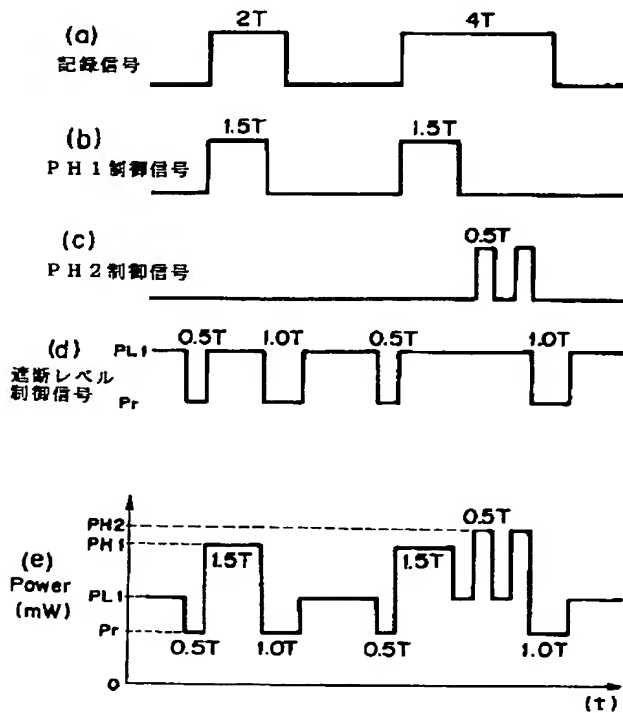 (a)
記録信号
2T 4T
(b)
PH1制御信号
1.5T 1.5T
(c)
PH2制御信号
0.5T
(d)
遮断レベル
制御信号
PL1
Pr
0.5T 1.0T 0.5T 1.0T
(e)
Power
(mW)
PH2
PH1
PL1
Pr
0
0.5T
1.5T 1.5T
0.5T 1.0T 0.5T 1.0T
(t)